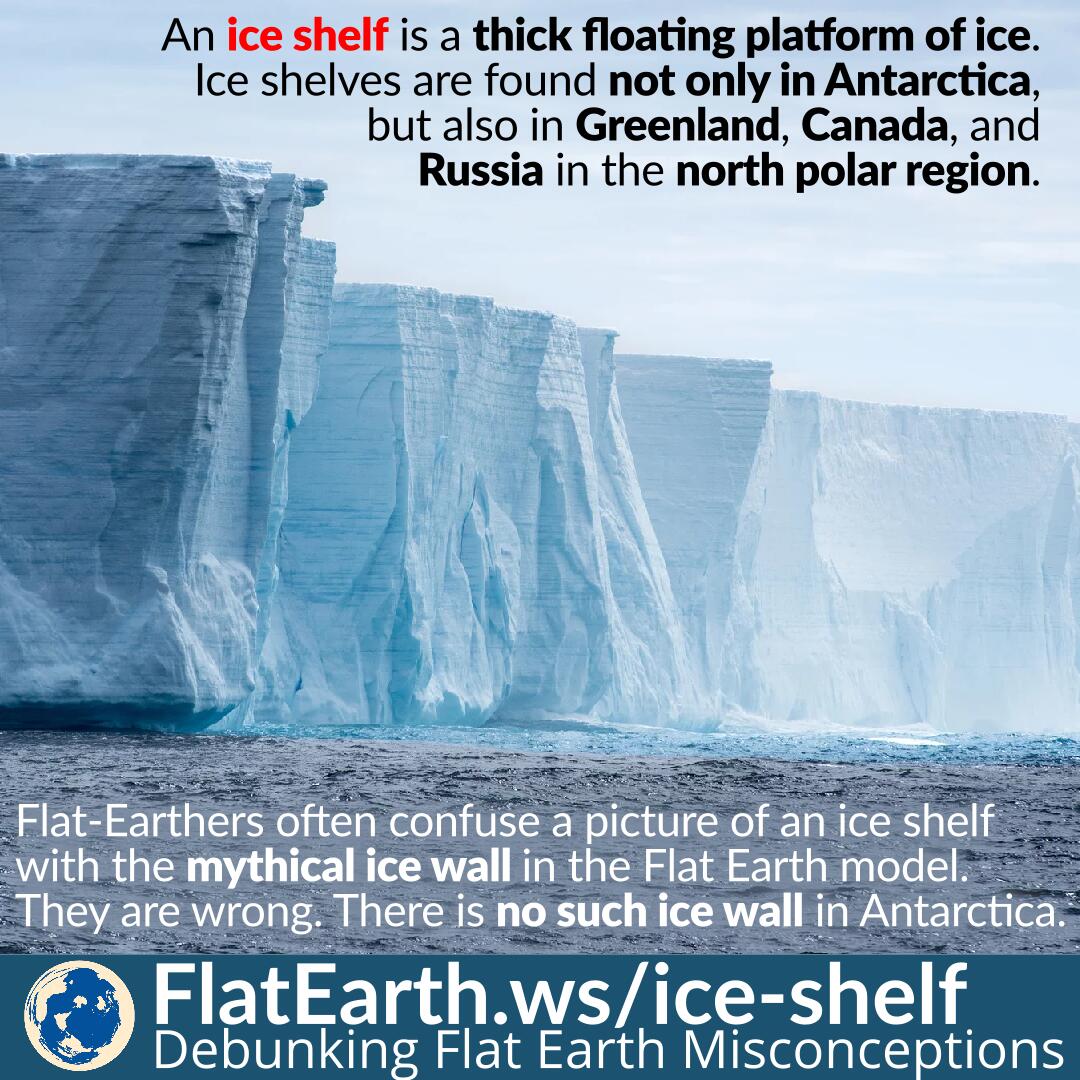 An ice shelf is a thick floating platform of ice.
Ice shelves are found not only in Antarctica,
but also in Greenland, Canada, and
Russia in the north polar region.
Flat-Earthers often confuse a picture of an ice shelf
with the mythical ice wall in the Flat Earth model.
They are wrong. There is no such ice wall in Antarctica.
FlatEarth.ws/ice-shelf
Debunking Flat Earth Misconceptions